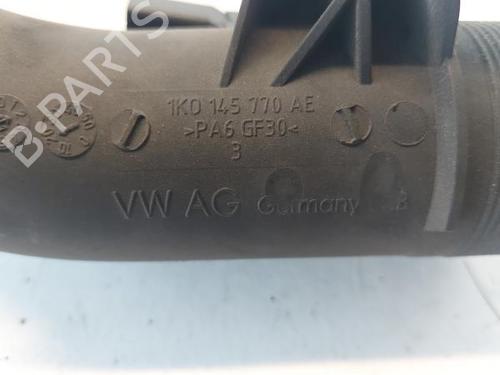 B-PARTS
1K0 145 770 AE
>PA6 GF30<
3
VW AG Germany